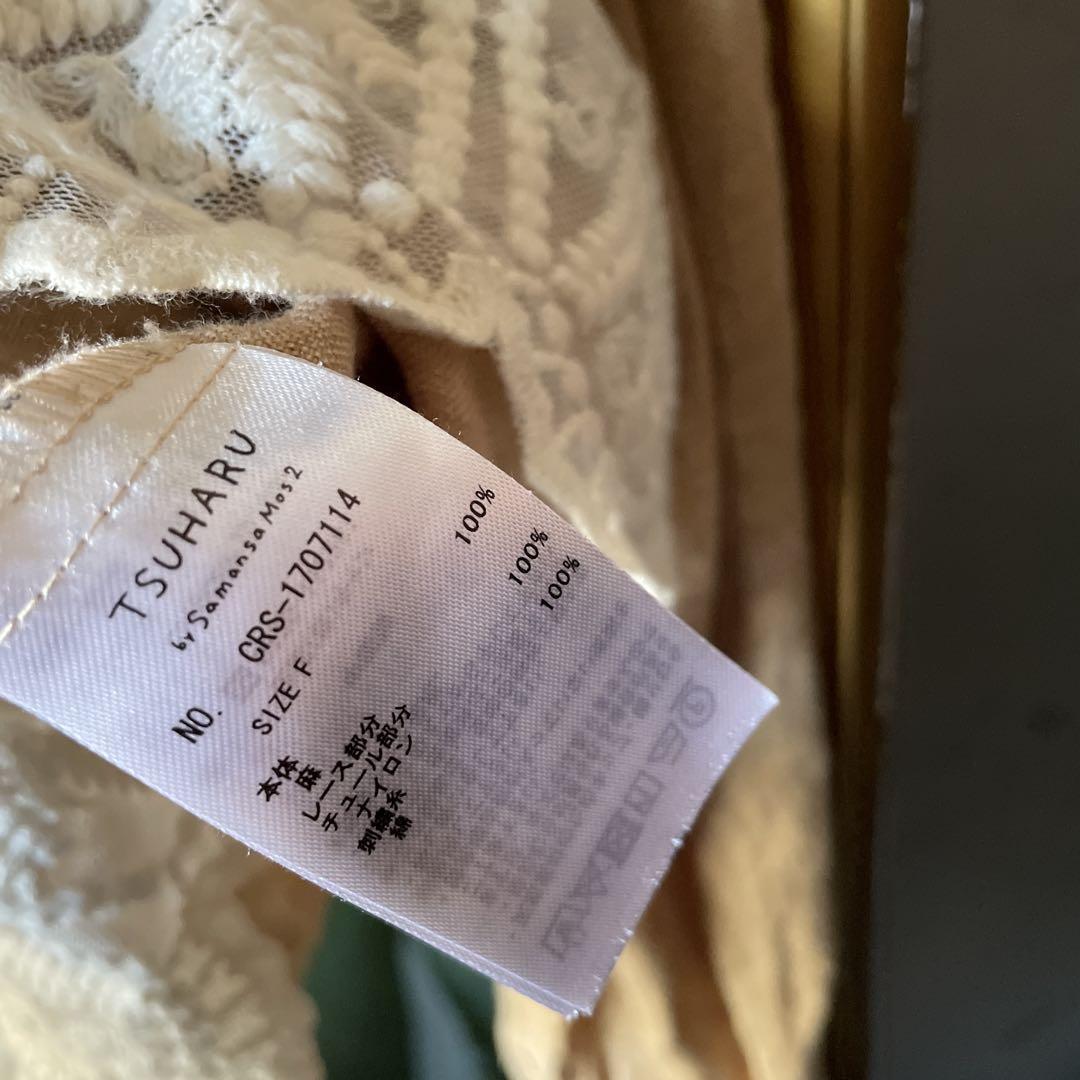 TSUHARU
by Samansa Mos2
NO. CRS-1707114
SIZE F
本体
麻 100%
レース部分
チュール部分
ナイロン 100%
刺繍糸
綿 100%